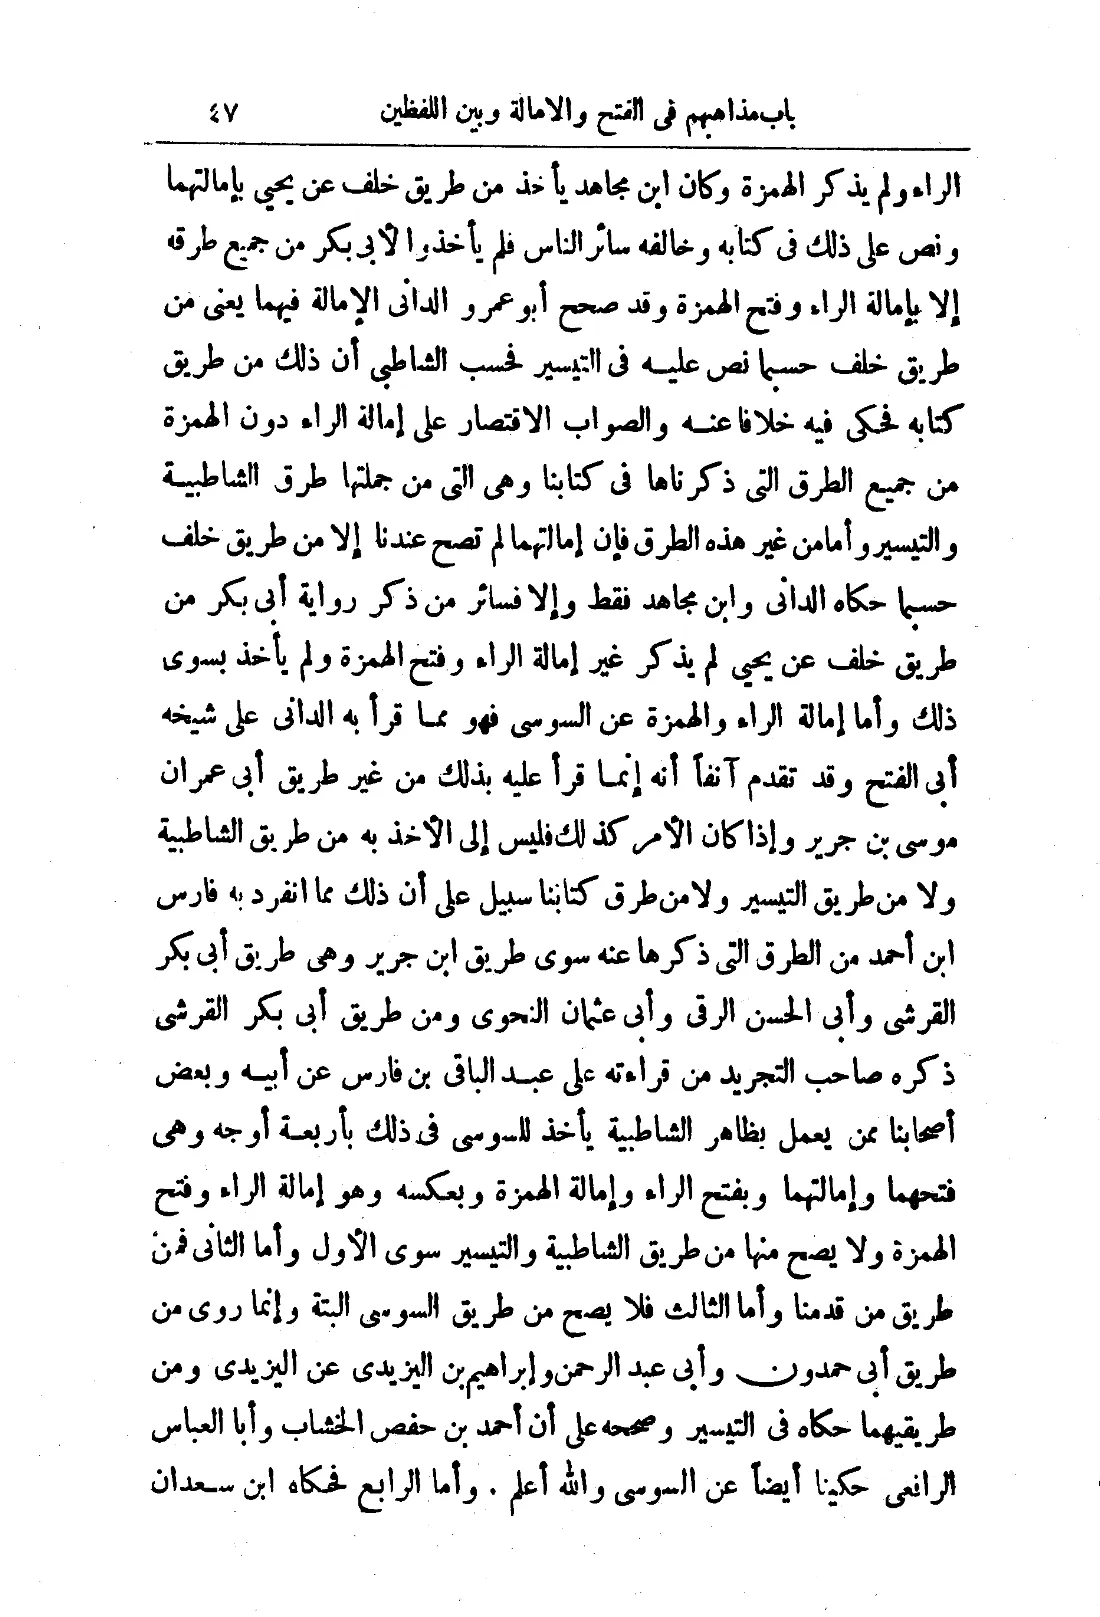 باب مذاهبهم فى الفتح والامالة وبين اللفظين ٤٧
الراء ولم يذكر الهمزة وكان ابن مجاهد يأخذ من طريق خلف عن يحيى بإمالتهما
ونص على ذلك فى كتابه وخالفه سائر الناس فلم يأخذوا لأبى بكر من جميع طرقه
إلا بإمالة الراء وفتح الهمزة وقد صحح أبو عمرو الدانى الإمالة فيهما يعنى من
طريق خلف حسبما نص عليه فى التيسير فحسب الشاطبى أن ذلك من طريق
كتابه فحكى فيه خلافا عنه والصواب الاقتصار على إمالة الراء دون الهمزة
من جميع الطرق التى ذكرناها فى كتابنا وهى التى من جملتها طرق الشاطبية
والتيسير وأما من غير هذه الطرق فإن إمالتهما لم تصح عندنا إلا من طريق خلف
حسبما حكاه الدانى وابن مجاهد فقط وإلا فسائر من ذكر رواية أبى بكر من
طريق خلف عن يحيى لم يذكر غير إمالة الراء وفتح الهمزة ولم يأخذ بسوى
ذلك وأما إمالة الراء والهمزة عن السوسى فهو مما قرأ به الدانى على شيخه
أبى الفتح وقد تقدم آنفاً أنه إنما قرأ عليه بذلك من غير طريق أبى عمران
موسى بن جرير وإذا كان الأمر كذلك فليس إلى الأخذ به من طريق الشاطبية
ولا من طريق التيسير ولا من طرق كتابنا سبيل على أن ذلك مما انفرد به فارس
ابن أحمد من الطرق التى ذكرها عنه سوى طريق ابن جرير وهى طريق أبى بكر
القرشى وأبى الحسن الرقى وأبى عثمان النحوى ومن طريق أبى بكر القرشى
ذكره صاحب التجريد من قراءته على عبد الباقى بن فارس عن أبيه وبعض
أصحابنا ممن يعمل بظاهر الشاطبية يأخذ للسوسى فى ذلك بأربعة أوجه وهى
فتحهما وإمالتهما وبفتح الراء وإمالة الهمزة وبعكسه وهو إمالة الراء وفتح
الهمزة ولا يصح منها من طريق الشاطبية والتيسير سوى الأول وأما الثانى فمن
طريق من قدمنا وأما الثالث فلا يصح من طريق السوسى البتة وإنما روى من
طريق أبى حمدون وأبى عبد الرحمن وإبراهيم بن اليزيدى عن اليزيدى ومن
طريقيهما حكاه فى التيسير وصححه على أن أحمد بن حفص الخشاب وأبا العباس
الرافعى حكيا أيضاً عن السوسى والله أعلم . وأما الرابع فحكاه ابن سعدان